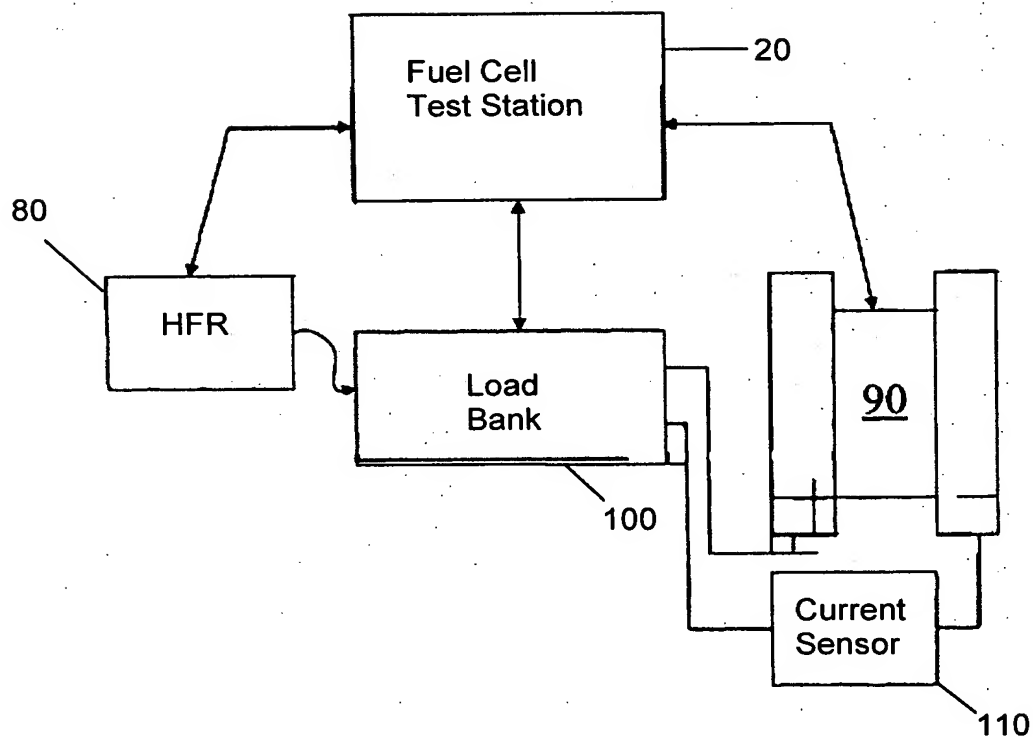 20
Fuel Cell
Test Station
80
HFR
Load
Bank
90
100
Current
Sensor
110